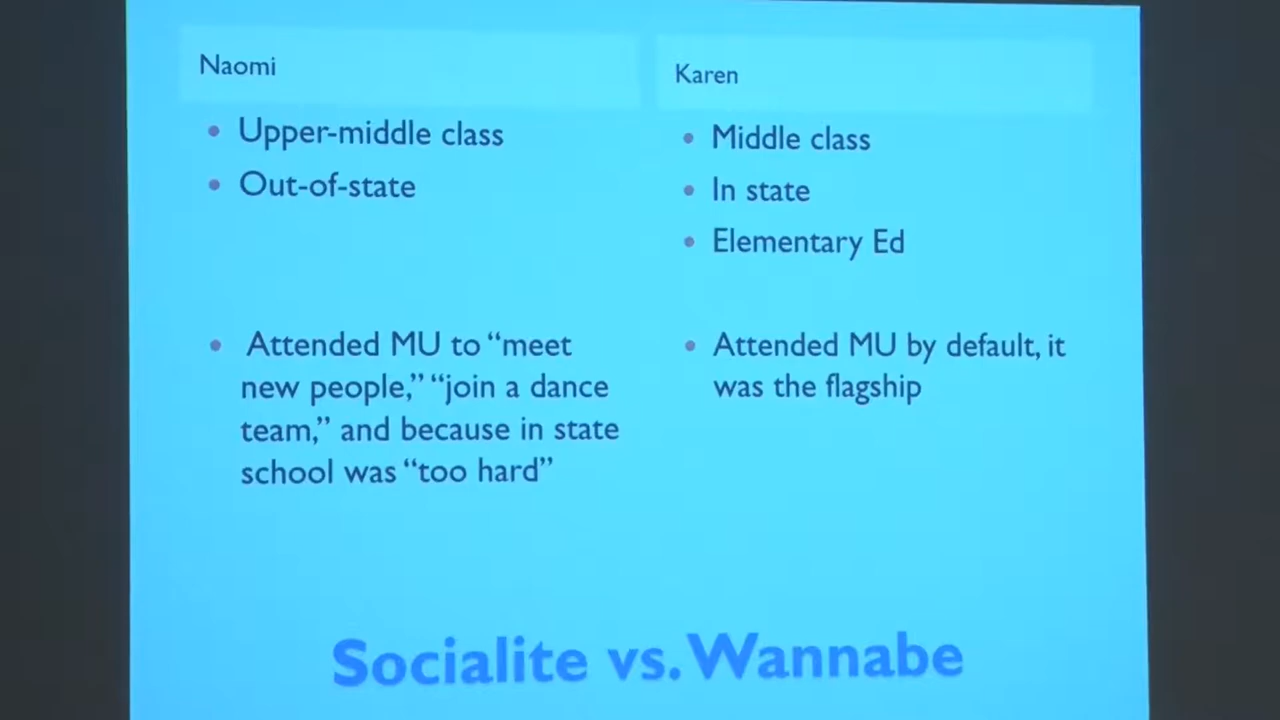 Naomi
Karen
• Upper-middle class
• Out-of-state
• Middle class
• In state
• Elementary Ed
• Attended MU to “meet
new people,” “join a dance
team,” and because in state
school was “too hard”
• Attended MU by default, it
was the flagship
Socialite vs. Wannabe